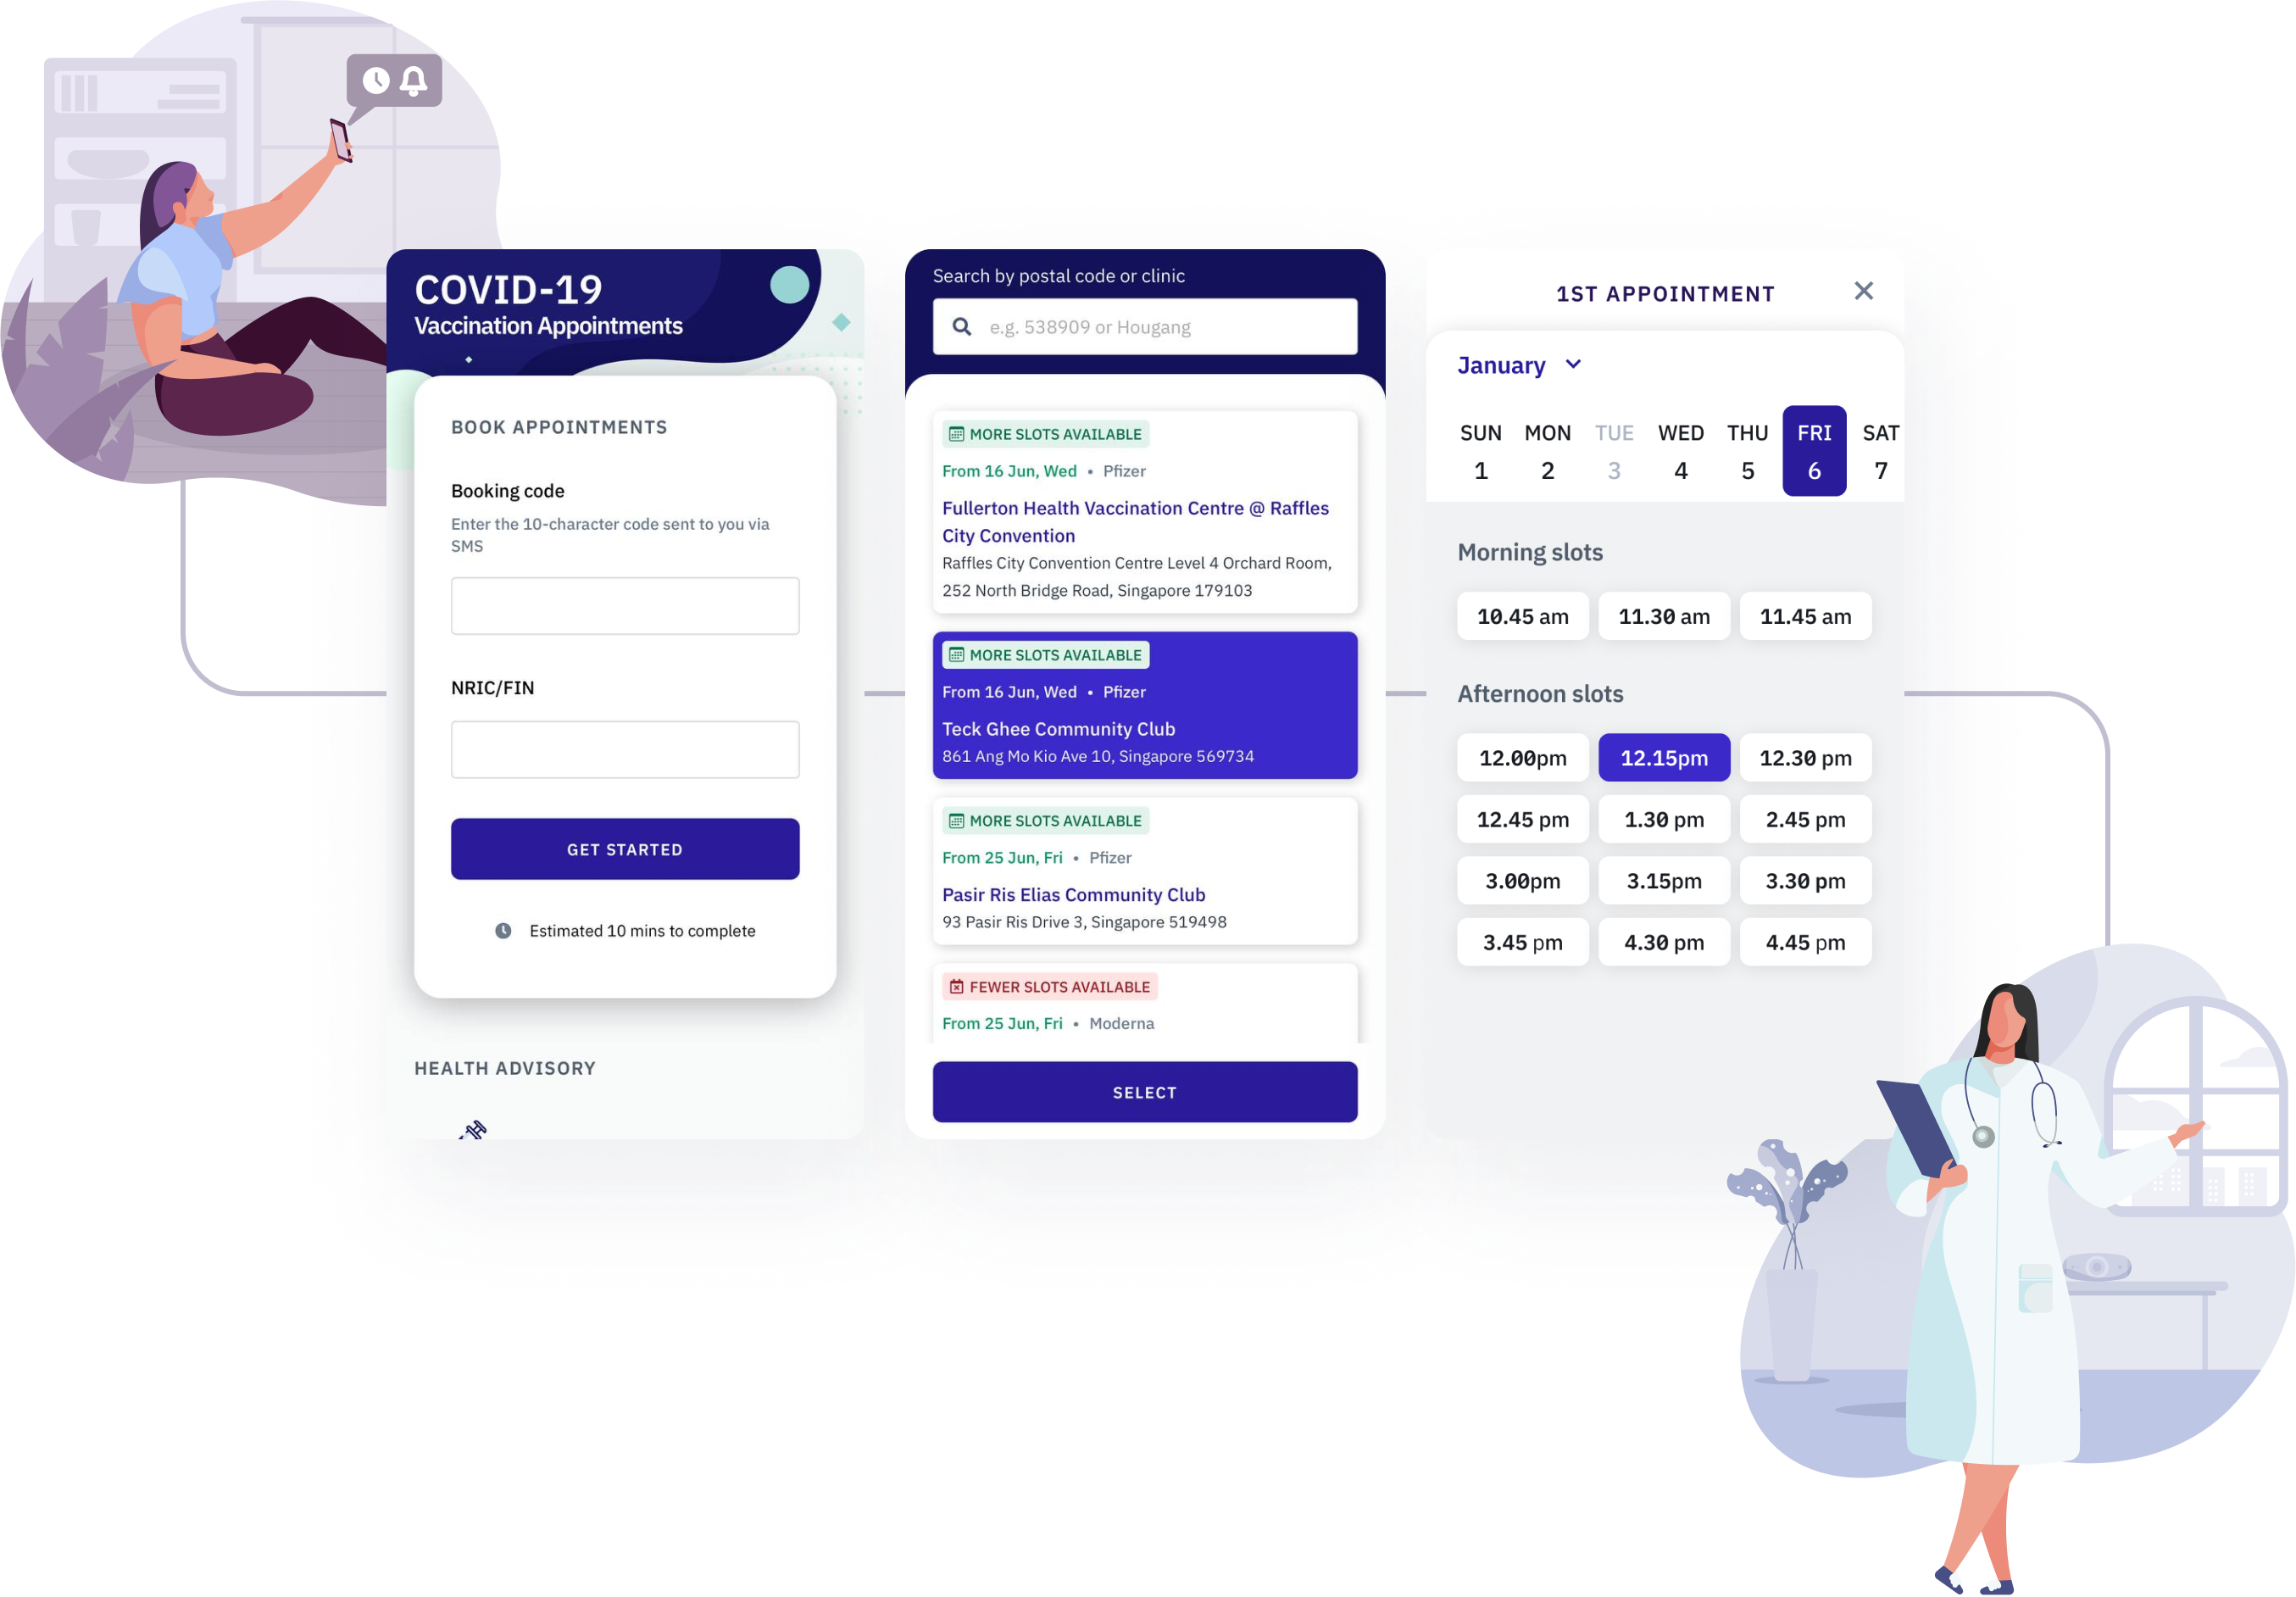 COVID-19
Vaccination Appointments
BOOK APPOINTMENTS
Booking code
Enter the 10-character code sent to you via
SMS
NRIC/FIN
GET STARTED
Estimated 10 mins to complete
HEALTH ADVISORY
Search by postal code or clinic
e.g. 538909 or Hougang
MORE SLOTS AVAILABLE
From 16 Jun, Wed • Pfizer
Fullerton Health Vaccination Centre @ Raffles
City Convention
Raffles City Convention Centre Level 4 Orchard Room,
252 North Bridge Road, Singapore 179103
MORE SLOTS AVAILABLE
From 16 Jun, Wed • Pfizer
Teck Ghee Community Club
861 Ang Mo Kio Ave 10, Singapore 569734
MORE SLOTS AVAILABLE
From 25 Jun, Fri • Pfizer
Pasir Ris Elias Community Club
93 Pasir Ris Drive 3, Singapore 519498
FEWER SLOTS AVAILABLE
From 25 Jun, Fri • Moderna
SELECT
1ST APPOINTMENT
January
SUN MON TUE WED THU FRI SAT
1 2 3 4 5 6 7
Morning slots
10.45 am 11.30 am 11.45 am
Afternoon slots
12.00pm 12.15pm 12.30 pm
12.45 pm 1.30 pm 2.45 pm
3.00pm 3.15pm 3.30 pm
3.45 pm 4.30 pm 4.45 pm